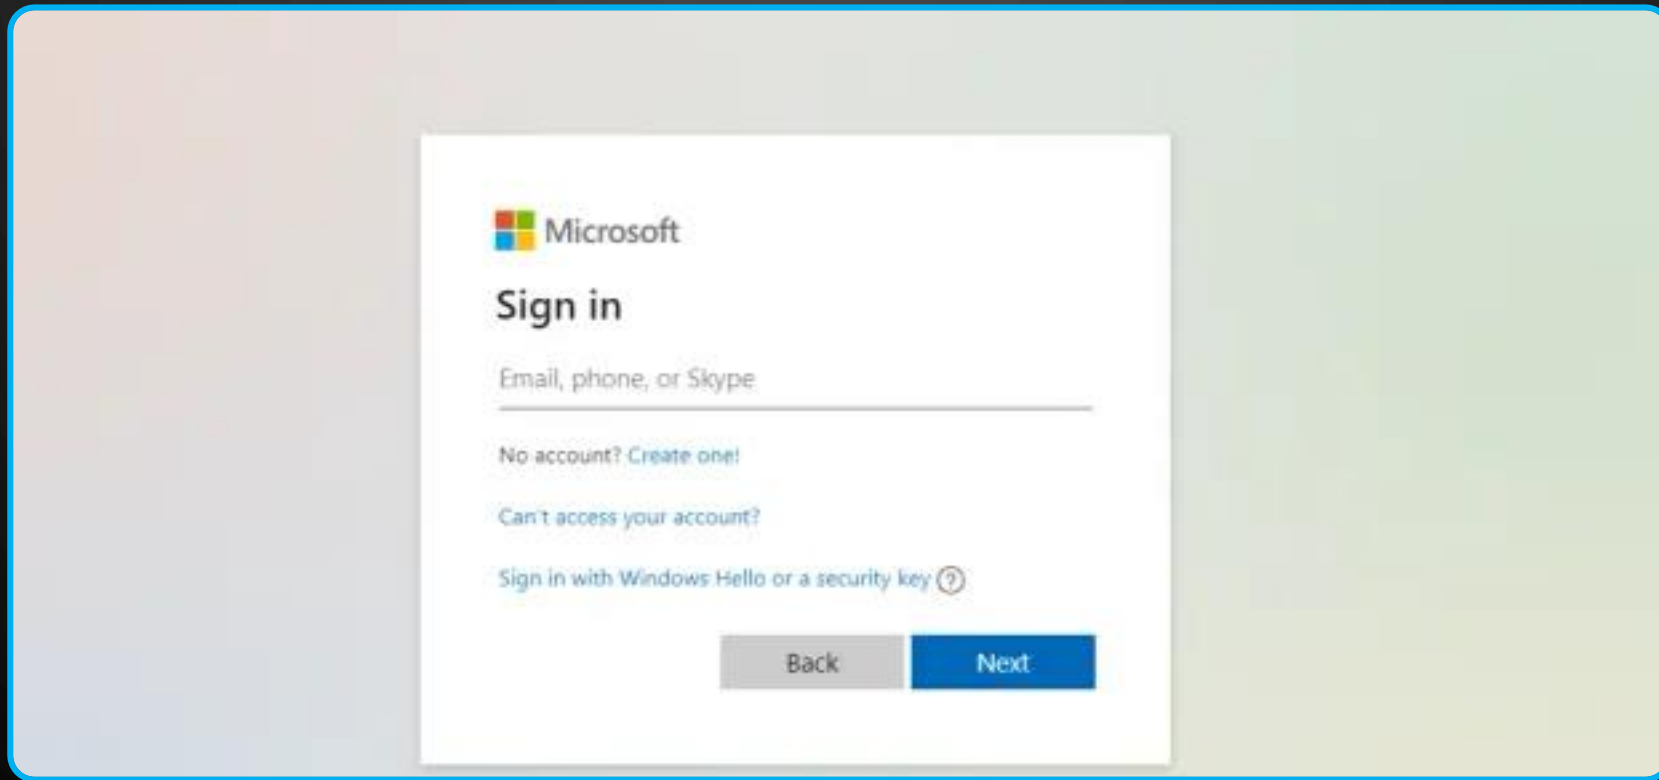 Microsoft
Sign in
Email, phone, or Skype
No account? Create one!
Can't access your account?
Sign in with Windows Hello or a security key ?
Back Next